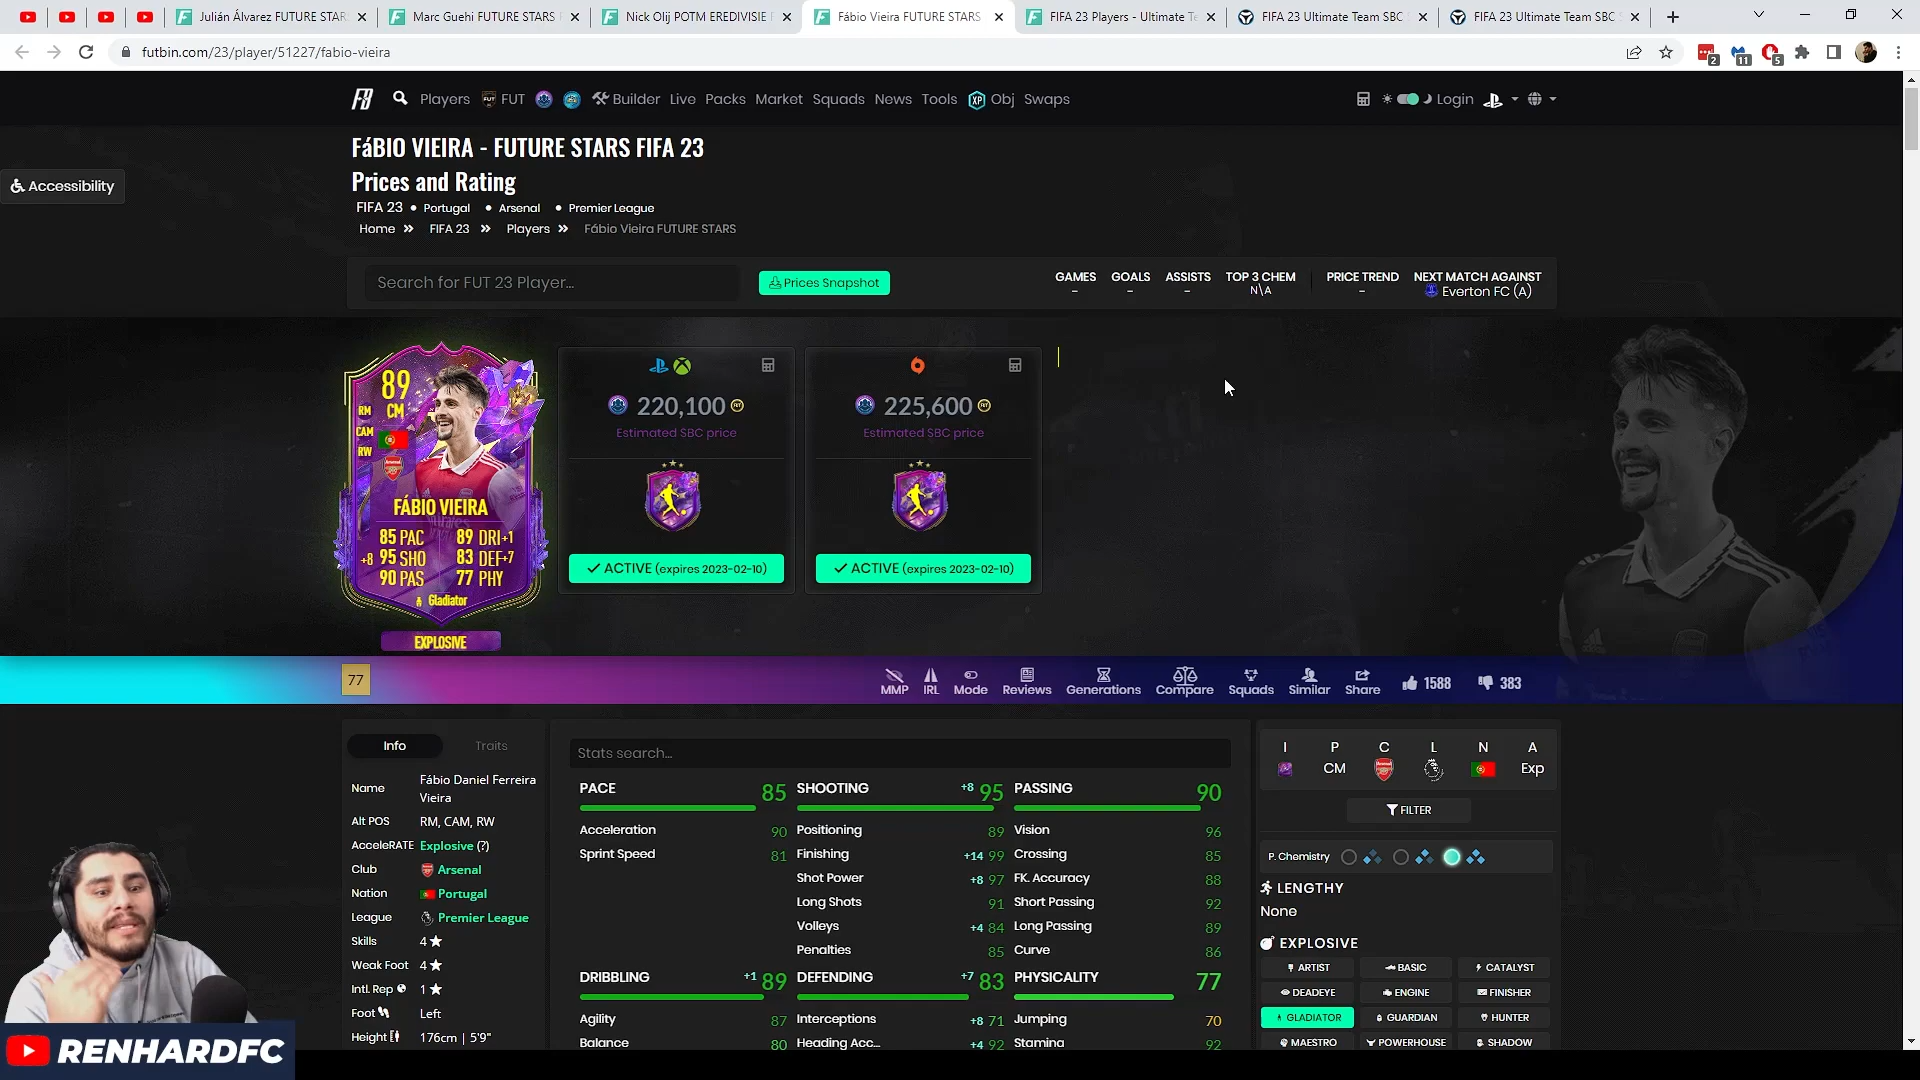 Julián Álvarez FUTURE STAR
Marc Guehi FUTURE STARS
Nick Olij POTM EREDIVISIE
Fábio Vieira FUTURE STARS
FIFA 23 Players - Ultimate Te
FIFA 23 Ultimate Team SBC
FIFA 23 Ultimate Team SBC
futbin.com/23/player/51227/fabio-vieira
2
11
5
Players
FUT
Builder
Live
Packs
Market
Squads
News
Tools
XP Obj
Swaps
Login
FáBIO VIEIRA - FUTURE STARS FIFA 23
Prices and Rating
Accessibility
FIFA 23 • Portugal • Arsenal • Premier League
Home » FIFA 23 » Players » Fábio Vieira FUTURE STARS
Search for FUT 23 Player...
Prices Snapshot
GAMES GOALS ASSISTS TOP 3 CHEM PRICE TREND NEXT MATCH AGAINST
- - - N\A - Everton FC (A)
89
CM
RM
CAM
RW
FÁBIO VIEIRA
85 PAC 89 DRI+1
+8 95 SHO 83 DEF+7
90 PAS 77 PHY
Gladiator
EXPLOSIVE
220,100
Estimated SBC price
ACTIVE (expires 2023-02-10)
225,600
Estimated SBC price
ACTIVE (expires 2023-02-10)
77
MMP
IRL
Mode
Reviews
Generations
Compare
Squads
Similar
Share
1588
383
Info Traits
Name Fábio Daniel Ferreira
Vieira
Alt POS RM, CAM, RW
AcceleRATE Explosive (?)
Club Arsenal
Nation Portugal
League Premier League
Skills 4★
Weak Foot 4★
Intl. Rep 1★
Foot Left
Height 176cm | 5'9"
Stats search...
PACE 85
Acceleration 90
Sprint Speed 81
SHOOTING +8 95
Positioning 89
Finishing +14 99
Shot Power +8 97
Long Shots 91
Volleys +4 84
Penalties 85
PASSING 90
Vision 96
Crossing 85
FK. Accuracy 88
Short Passing 92
Long Passing 89
Curve 86
DRIBBLING +1 89
Agility 87
Balance 80
DEFENDING +7 83
Interceptions +8 71
Heading Acc... +4 92
PHYSICALITY 77
Jumping 70
Stamina 92
I P C L N A
CM Exp
FILTER
P. Chemistry
LENGTHY
None
EXPLOSIVE
ARTIST BASIC CATALYST
DEADEYE ENGINE FINISHER
GLADIATOR GUARDIAN HUNTER
MAESTRO POWERHOUSE SHADOW
RENHARDFC